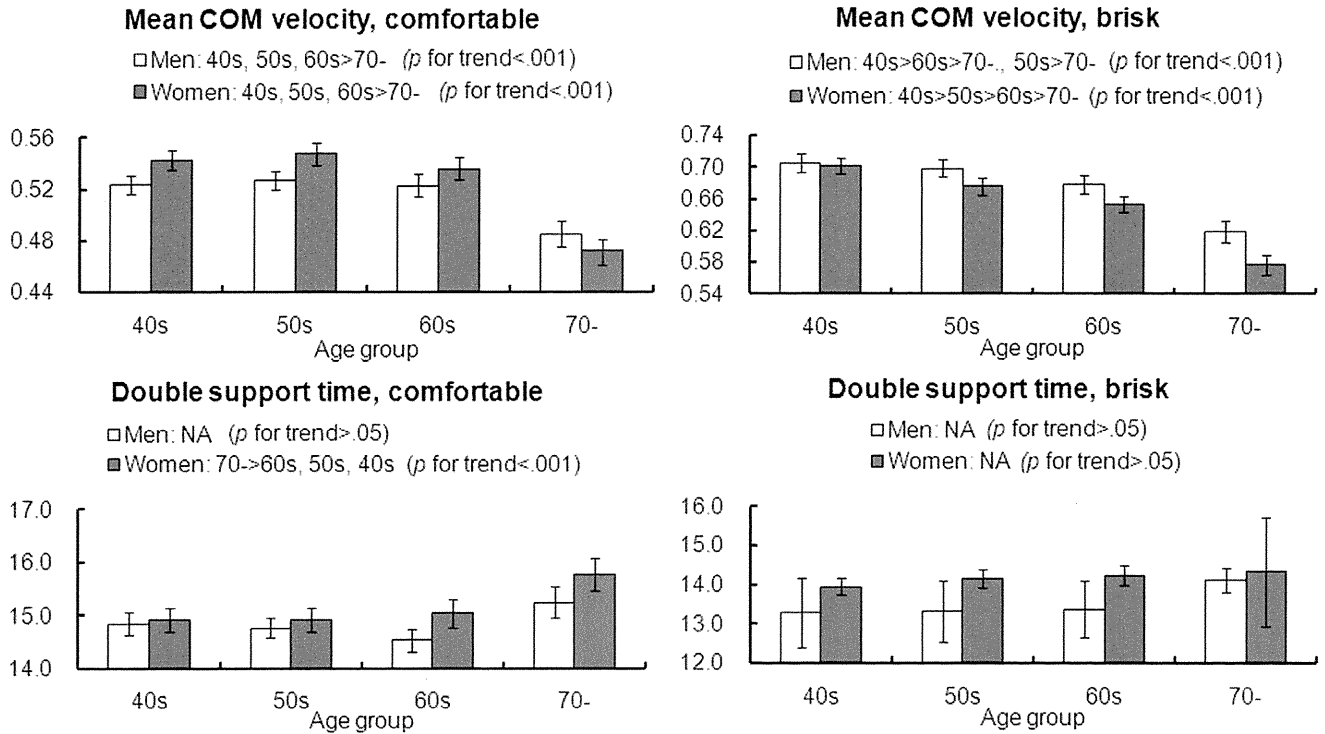 Mean COM velocity, comfortable
Men: 40s, 50s, 60s>70- (p for trend<.001)
Women: 40s, 50s, 60s>70- (p for trend<.001)
0.56
0.52
0.48
0.44
40s 50s 60s 70-
Age group
Mean COM velocity, brisk
Men: 40s>60s>70-., 50s>70- (p for trend<.001)
Women: 40s>50s>60s>70- (p for trend<.001)
0.74
0.70
0.66
0.62
0.58
0.54
40s 50s 60s 70-
Age group
Double support time, comfortable
Men: NA (p for trend>.05)
Women: 70->60s, 50s, 40s (p for trend<.001)
17.0
16.0
15.0
14.0
40s 50s 60s 70-
Age group
Double support time, brisk
Men: NA (p for trend>.05)
Women: NA (p for trend>.05)
16.0
15.0
14.0
13.0
12.0
40s 50s 60s 70-
Age group